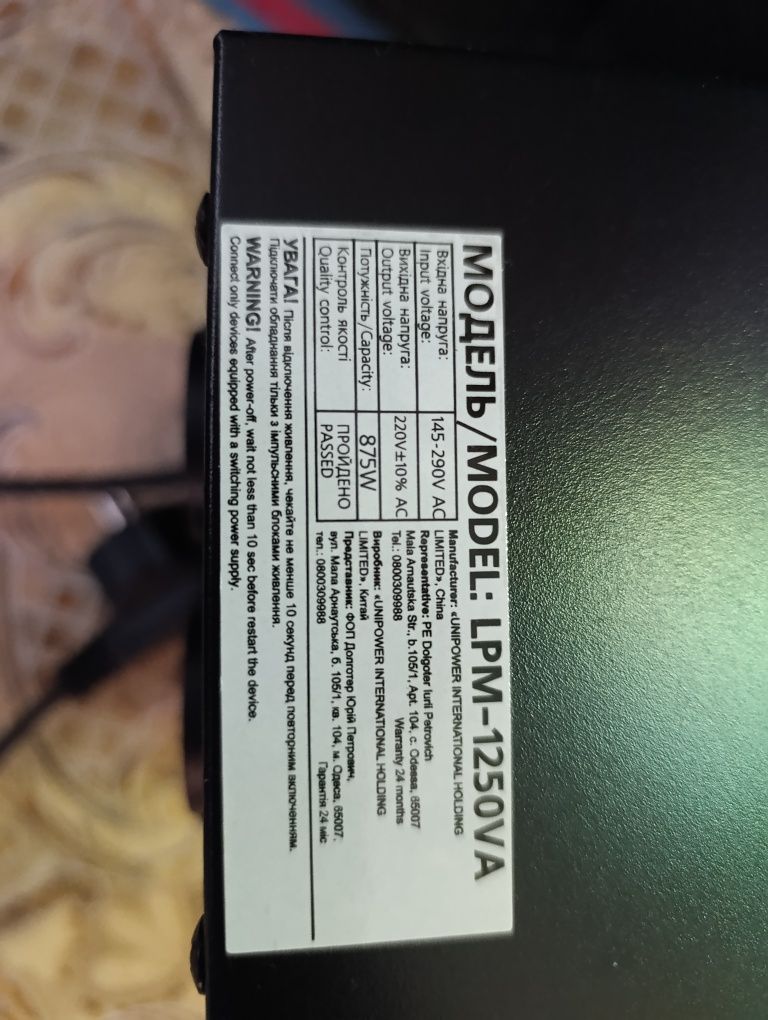 МОДЕЛЬ/MODEL: LPM-1250VA
Вхідна напруга:
Input voltage:
145-290V AC
Вихідна напруга:
Output voltage:
220V±10% AC
Потужність/Capacity:
875W
Контроль якості
Quality control:
ПРОЙДЕНО
PASSED
Manufacturer: «UNIPOWER INTERNATIONAL HOLDING
LIMITED», China
Representative: PE Dolgoter Iurii Petrovich
Mala Arnautska Str., b.105/1, Apt. 104, c. Odessa, 65007
Tel.: 0800309988 Warranty 24 months
Виробник: «UNIPOWER INTERNATIONAL HOLDING
LIMITED», Китай
Представник: ФОП Долготер Юрій Петрович,
вул. Мала Арнаутська, б. 105/1, кв. 104, м. Одеса, 65007.
тел.: 0800309988 Гарантія 24 міс
УВАГА! Після відключення живлення, чекайте не менше 10 секунд перед повторним включенням.
Підключати обладнання тільки з імпульсними блоками живлення.
WARNING! After power-off, wait not less than 10 sec before restart the device.
Connect only devices equipped with a switching power supply.